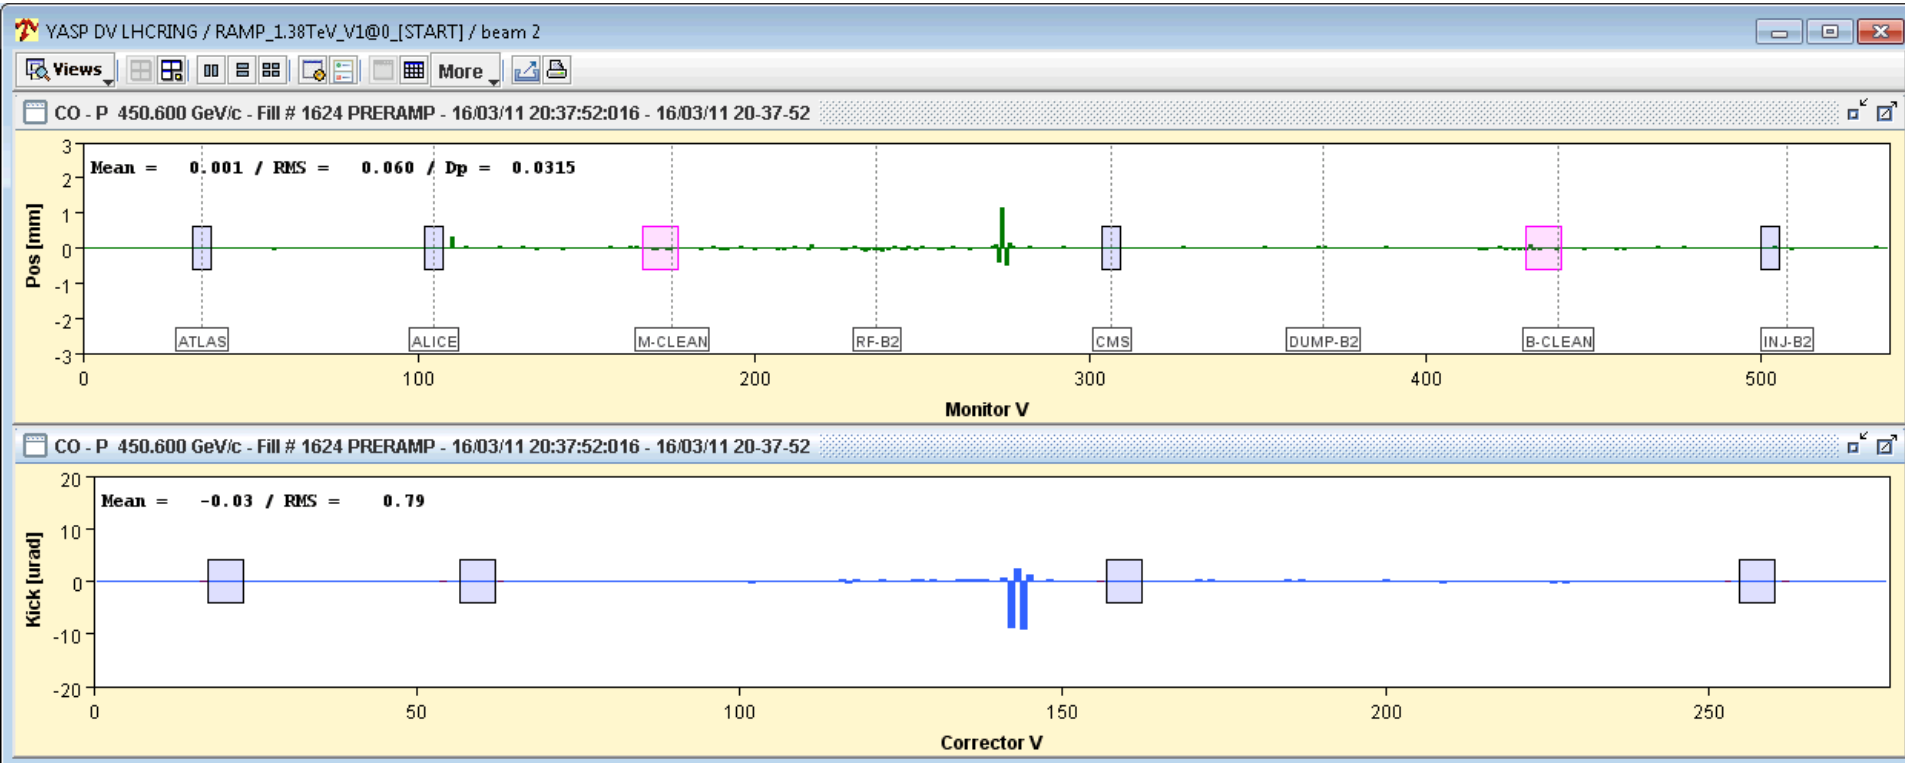 YASP DV LHCRING / RAMP_1.38TeV_V1@0_[START] / beam 2
Views More
CO - P 450.600 GeV/c - Fill # 1624 PRERAMP - 16/03/11 20:37:52:016 - 16/03/11 20-37-52
Mean = 0.001 / RMS = 0.060 / Dp = 0.0315
3
2
1
0
-1
-2
-3
Pos [mm]
ATLAS ALICE M-CLEAN RF-B2 CMS DUMP-B2 B-CLEAN INJ-B2
0 100 200 300 400 500
Monitor V
CO - P 450.600 GeV/c - Fill # 1624 PRERAMP - 16/03/11 20:37:52:016 - 16/03/11 20-37-52
Mean = -0.03 / RMS = 0.79
20
10
0
-10
-20
Kick [urad]
0 50 100 150 200 250
Corrector V